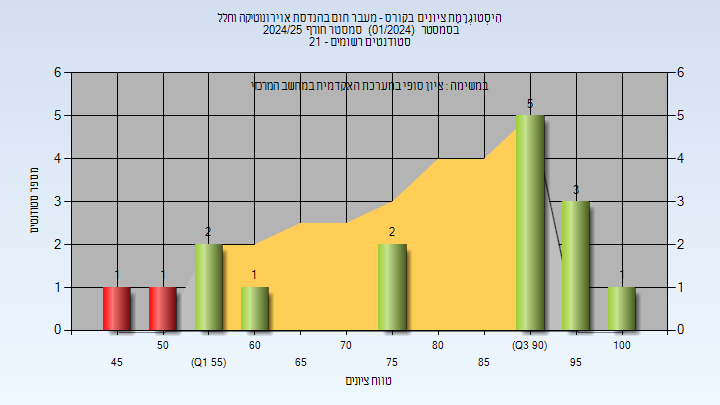 הִיסְטוֹגְרַמַת ציונים בקורס - מעבר חום בהנדסת אוירונוטיקה וחלל
בסמסטר (01/2024) סמסטר חורף 2024/25
סטודנטים רשומים - 21
במשימה : ציון סופי במערכת האקדמית במחשב המרכזי
מספר סטודנטים
6 6
5 5
4 4
3 3
2 2
1 1
0 0
1 1 2 1 2 5 3 1
50 60 70 80 (Q3 90) 100
45 (Q1 55) 65 75 85 95
טווח ציונים